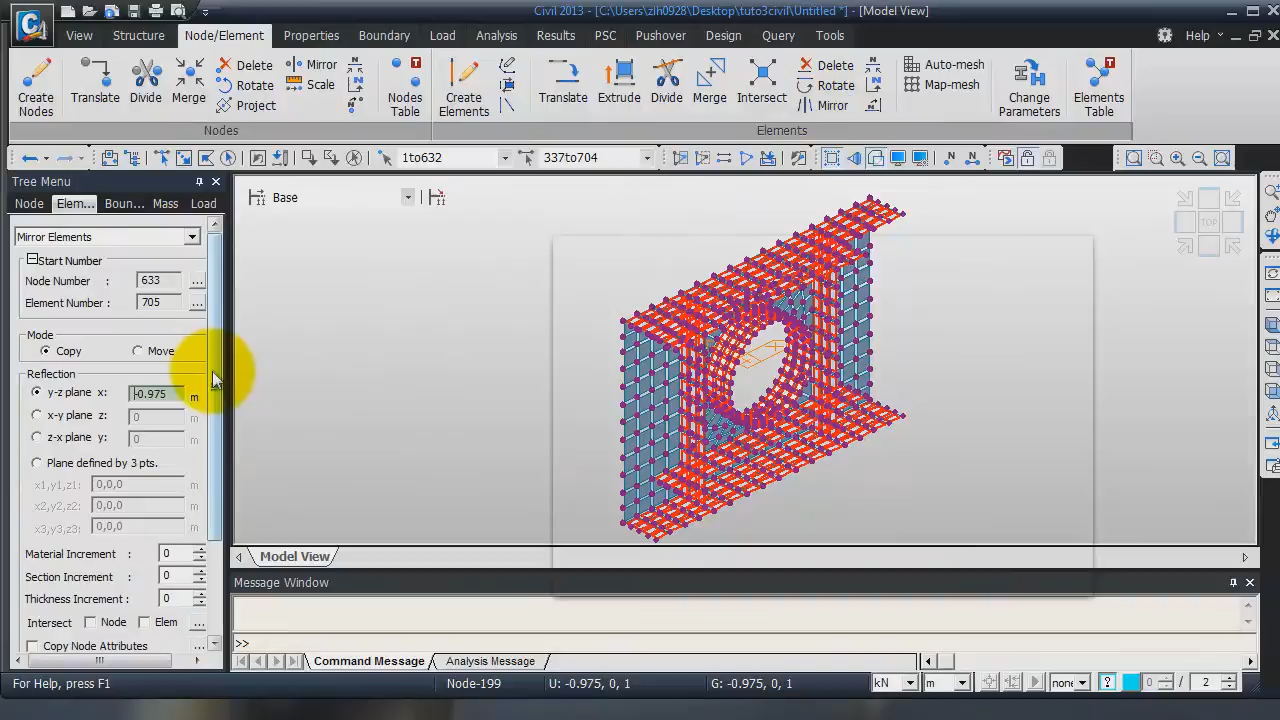 Civil 2013 - [C:\Users\zlh0928\Desktop\tuto3civil\Untitled *] - [Model View]
View Structure Node/Element Properties Boundary Load Analysis Results PSC Pushover Design Query Tools Help
Create Nodes Translate Divide Merge Delete Rotate Project Mirror Scale Nodes Table Create Elements Translate Extrude Divide Merge Intersect Delete Rotate Mirror Auto-mesh Map-mesh Change Parameters Elements Table
Nodes Elements
1to632 337to704
Tree Menu
Node Elem... Boun... Mass Load
Base
TOP
Mirror Elements
Start Number
Node Number : 633 ...
Element Number : 705 ...
Mode
Copy Move
Reflection
y-z plane x: -0.975 m
x-y plane z: 0 m
z-x plane y: 0 m
Plane defined by 3 pts.
x1,y1,z1: 0,0,0 m
x2,y2,z2: 0,0,0 m
x3,y3,z3: 0,0,0 m
Material Increment : 0
Section Increment : 0
Thickness Increment : 0
Intersect Node Elem ...
Copy Node Attributes ...
Model View
Message Window
>>
Command Message Analysis Message
For Help, press F1 Node-199 U: -0.975, 0, 1 G: -0.975, 0, 1 kN m none ? 0 / 2